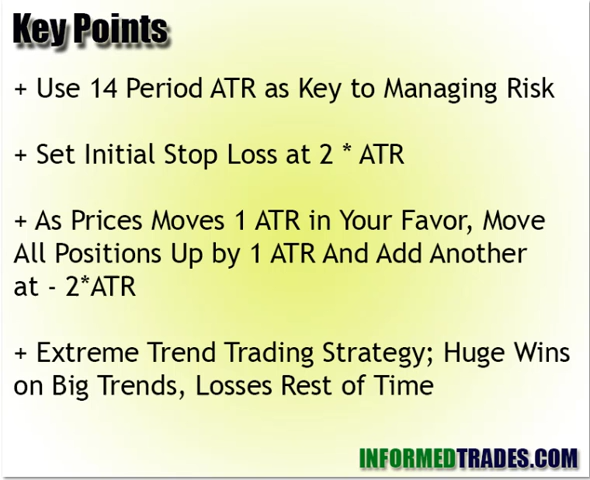 Key Points
+ Use 14 Period ATR as Key to Managing Risk
+ Set Initial Stop Loss at 2 * ATR
+ As Prices Moves 1 ATR in Your Favor, Move
All Positions Up by 1 ATR And Add Another
at - 2*ATR
+ Extreme Trend Trading Strategy; Huge Wins
on Big Trends, Losses Rest of Time
INFORMEDTRADES.COM